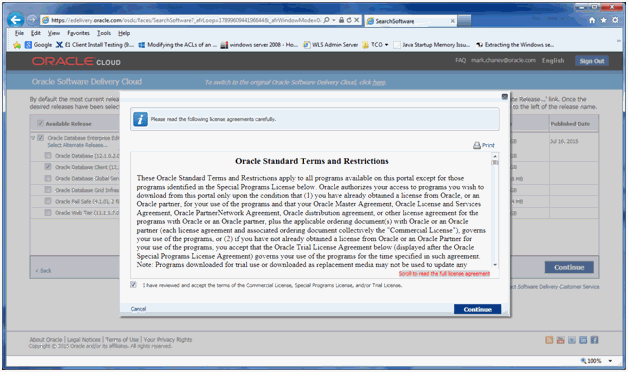 https://edelivery.oracle.com/osdc/faces/SearchSoftware?_afrLoop=
SearchSoftware
File Edit View Favorites Tools Help
Google
E1 Client Install Testing (9...
Modifying the ACLs of an ...
windows server 2008 - Ho...
WLS Admin Server
TCO
Java Startup Memory Issu...
Extracting the Windows se...
ORACLE CLOUD
FAQ mark.chaney@oracle.com English Sign Out
Oracle Software Delivery Cloud
To switch to the original Oracle Software Delivery Cloud, click here.
By default the most current
desired releases have been selec
ate Release...' link. Once the
to the left of the release name.
Available Release
Published Date
Oracle Database Enterprise Edit
Select Alternate Release...
Oracle Database (12.1.0.2.0
Oracle Database Client (12.1
Oracle Database Global Serv
Oracle Database Grid Infras
Oracle Fail Safe (4.1.0.1, 2 fi
Oracle Web Tier (11.1.1.7.0
< Back
Continue
Software Delivery Customer Service
Please read the following license agreements carefully.
Print
Oracle Standard Terms and Restrictions
These Oracle Standard Terms and Restrictions apply to all programs available on this portal except for those
programs identified in the Special Programs License below. Oracle authorizes your access to programs you wish to
download from this portal only upon the condition that (1) you have already obtained a license from Oracle, or an
Oracle partner, for your use of the programs and that your Oracle Master Agreement, Oracle License and Services
Agreement, Oracle PartnerNetwork Agreement, Oracle distribution agreement, or other license agreement for the
programs with Oracle or an Oracle partner, plus the applicable ordering document(s) with Oracle or an Oracle
partner (each license agreement and associated ordering document collectively the "Commercial License"), governs
your use of the programs, or (2) if you have not already obtained a license from Oracle or an Oracle Partner for
your use of the programs, you accept that the Oracle Trial License Agreement below (displayed after the Oracle
Special Programs License Agreement) governs your use of the programs for the time specified in such agreement.
Note: Programs downloaded for trial use or downloaded as replacement media may not be used to update any
Scroll to read the full license agreement
I have reviewed and accept the terms of the Commercial License, Special Programs License, and/or Trial License.
Cancel
Continue
About Oracle | Legal Notices | Terms of Use | Your Privacy Rights
Copyright © 2015 Oracle and/or its affiliates. All rights reserved.
100%